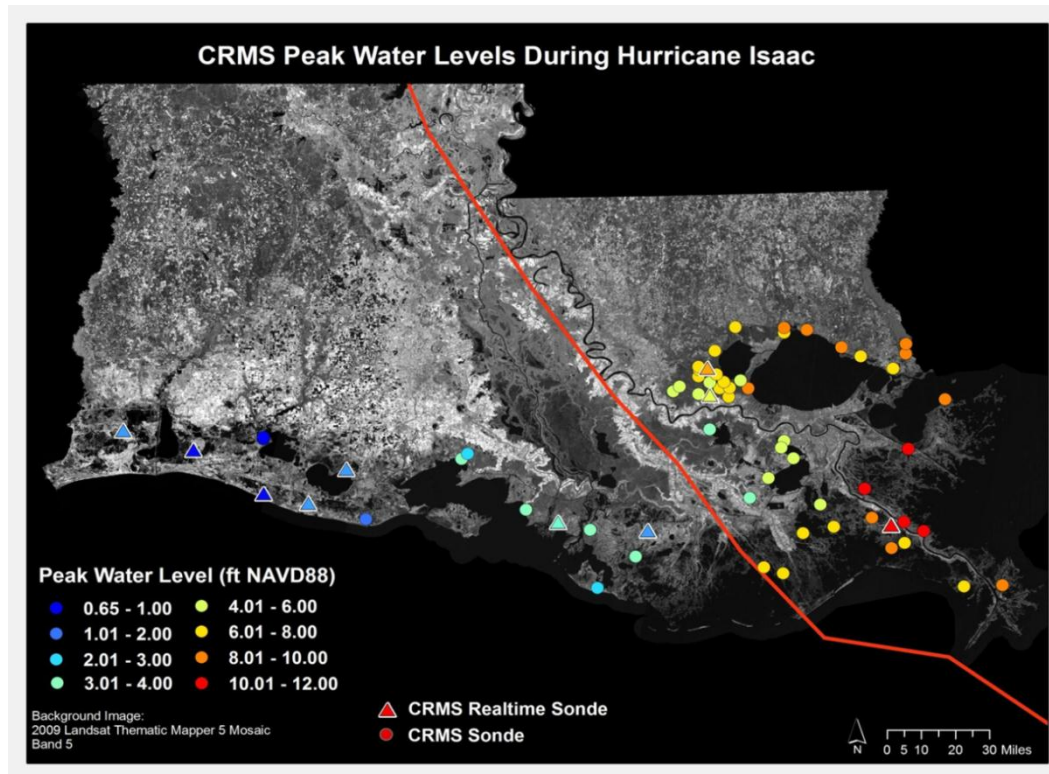 CRMS Peak Water Levels During Hurricane Isaac
Peak Water Level (ft NAVD88)
0.65 - 1.00
1.01 - 2.00
2.01 - 3.00
3.01 - 4.00
4.01 - 6.00
6.01 - 8.00
8.01 - 10.00
10.01 - 12.00
Background Image:
2009 Landsat Thematic Mapper 5 Mosaic
Band 5
CRMS Realtime Sonde
CRMS Sonde
N
0 5 10 20 30 Miles